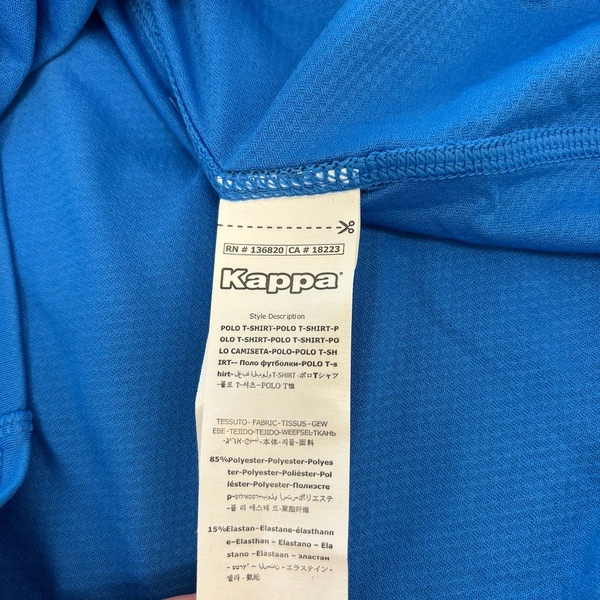 RN # 136820 CA # 18223
Kappa
Style Description
POLO T-SHIRT-POLO T-SHIRT-P
OLO T-SHIRT-POLO T-SHIRT-PO
LO CAMISETA-POLO-POLO T-SH
IRT-- Поло футболки-POLO T-s
hirt- T-SHIRT -ポロTシャツ
-폴로 T-셔츠-POLO T恤
TESSUTO- FABRIC-TISSUS-GEW
EBE-TEJIDO-TEJIDO-WEEFSEL-ТКАНЬ
-本体-직물-面料
85%Polyester-Polyester-Polyes
ter-Polyester-Poliéster-Pol
iéster-Polyester-Полиэсте
р- -ポリエステ
-폴 리 에스테 르-聚酯纤维
15%Elastan-Elastane-élasthann
e-Elasthan – Elastano – Ela
stano –Elastaan – эластан
– エラステイン-
엘라-氨纶